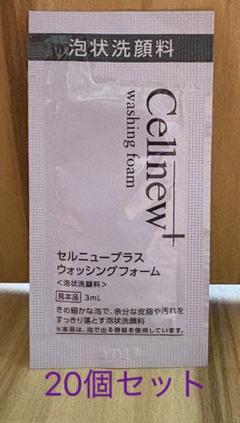 泡状洗顔料
Cellnew+
washing foam
セルニュープラス
ウォッシングフォーム
<泡状洗顔料>
見本品 3mL
きめ細かな泡で、余分な皮脂や汚れを
すっきり落とす泡状洗顔料
※本品は、泡で出る容器を使用しています。
20個セット